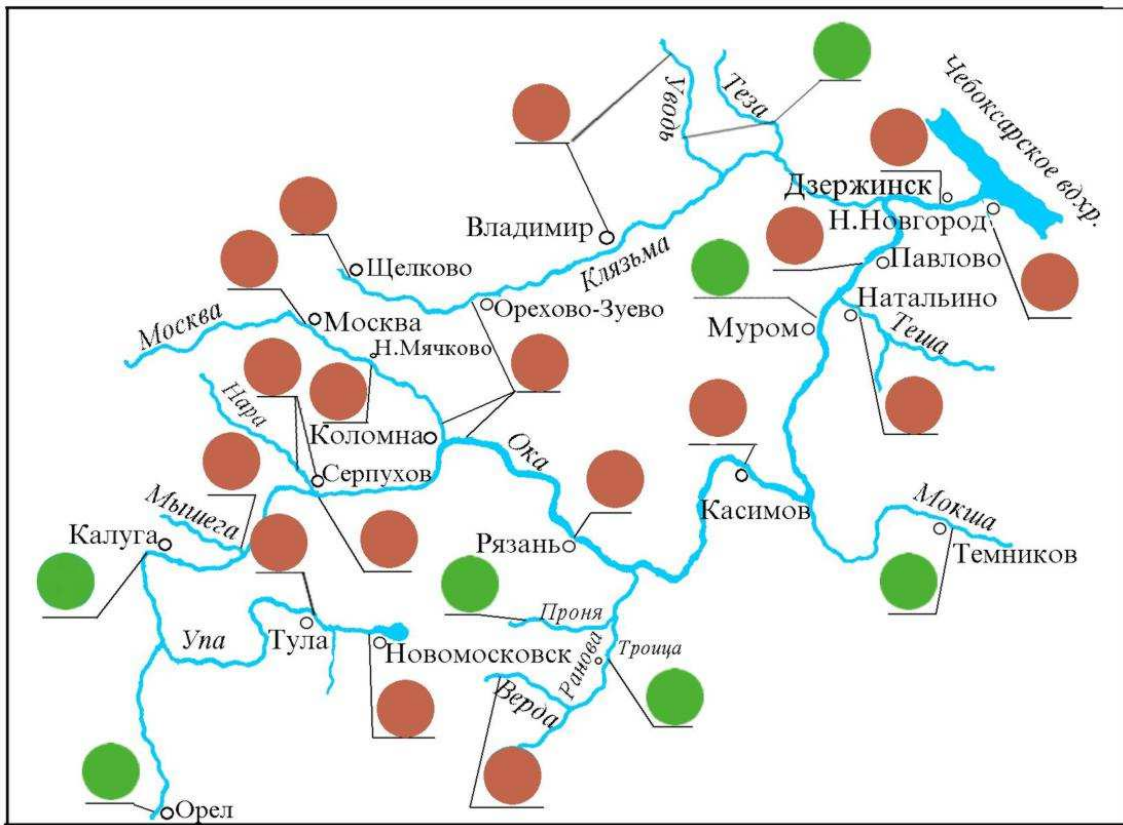 Уводь
Теза
Чебоксарское вдхр.
Дзержинск
Н.Новгород
Владимир
Клязьма
Щелково
Павлово
Орехово-Зуево
Натальино
Москва
Москва
Муром
Теша
Н.Мячково
Нара
Коломна
Ока
Серпухов
Касимов
Мокша
Мышега
Калуга
Рязань
Темников
Проня
Упа
Тула
Новомосковск
Ранова
Троица
Верда
Орел